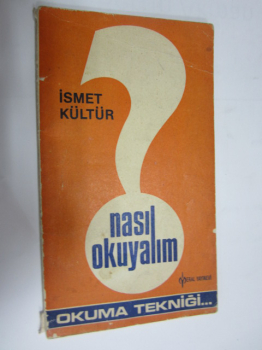 İSMET
KÜLTÜR
nasıl
okuyalım
OKUMA TEKNİĞİ...